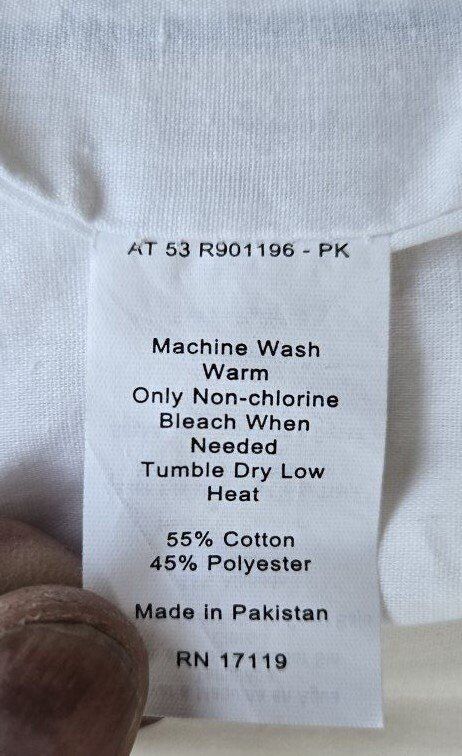 AT 53 R901196 - PK
Machine Wash
Warm
Only Non-chlorine
Bleach When
Needed
Tumble Dry Low
Heat
55% Cotton
45% Polyester
Made in Pakistan
RN 17119